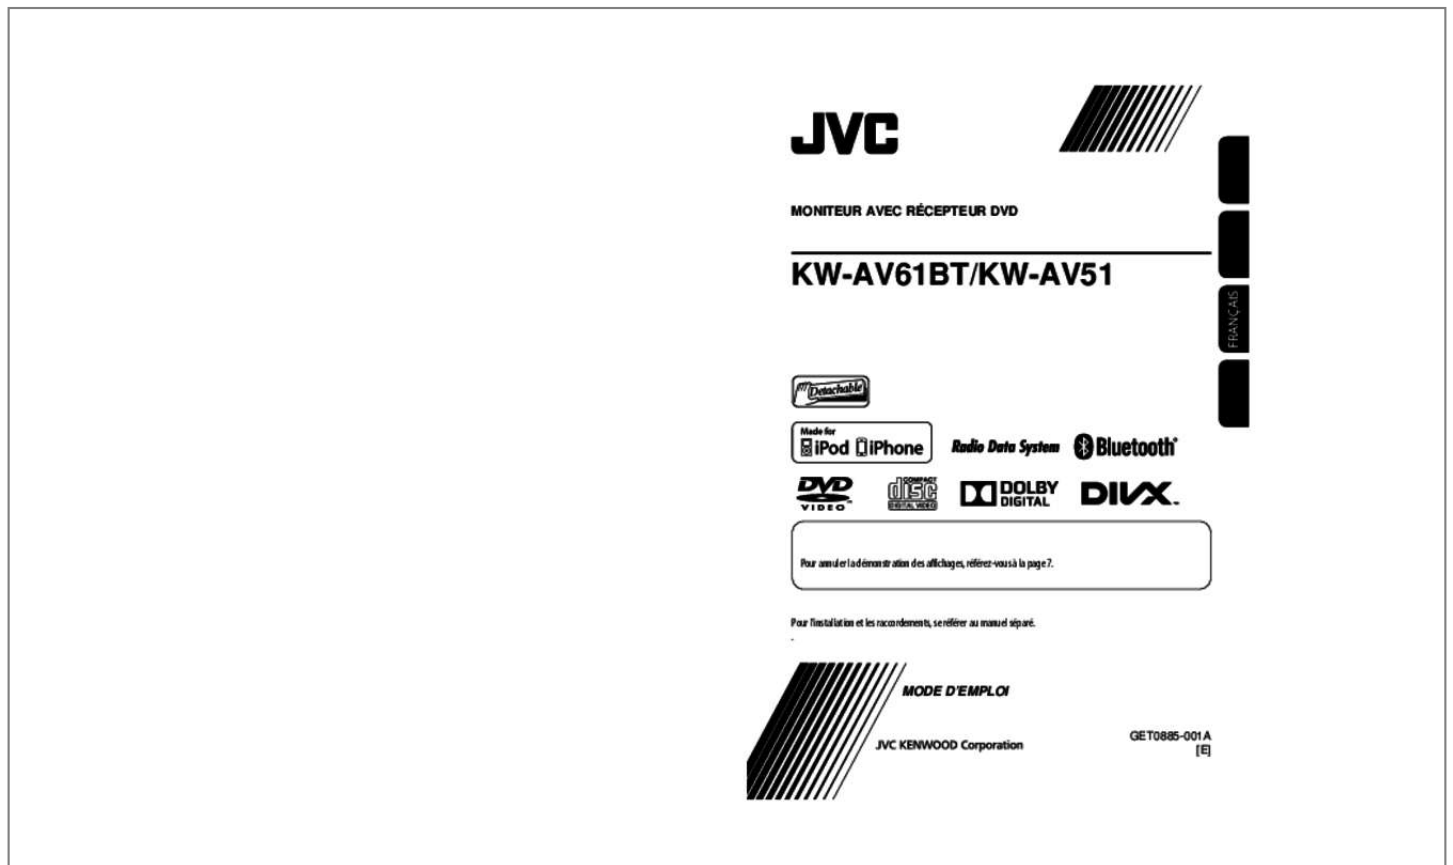 JVC
MONITEUR AVEC RÉCEPTEUR DVD
KW-AV61BT/KW-AV51
FRANÇAIS
Detachable
Made for
iPod iPhone
Radio Data System
Bluetooth®
DVD
VIDEO™
COMPACT
disc
DIGITAL VIDEO
DOLBY
DIGITAL
DIVX™
Pour annuler la démonstration des affichages, référez-vous à la page 7.
Pour l'installation et les raccordements, se référer au manuel séparé.
-
MODE D'EMPLOI
JVC KENWOOD Corporation
GET0885-001A
[E]